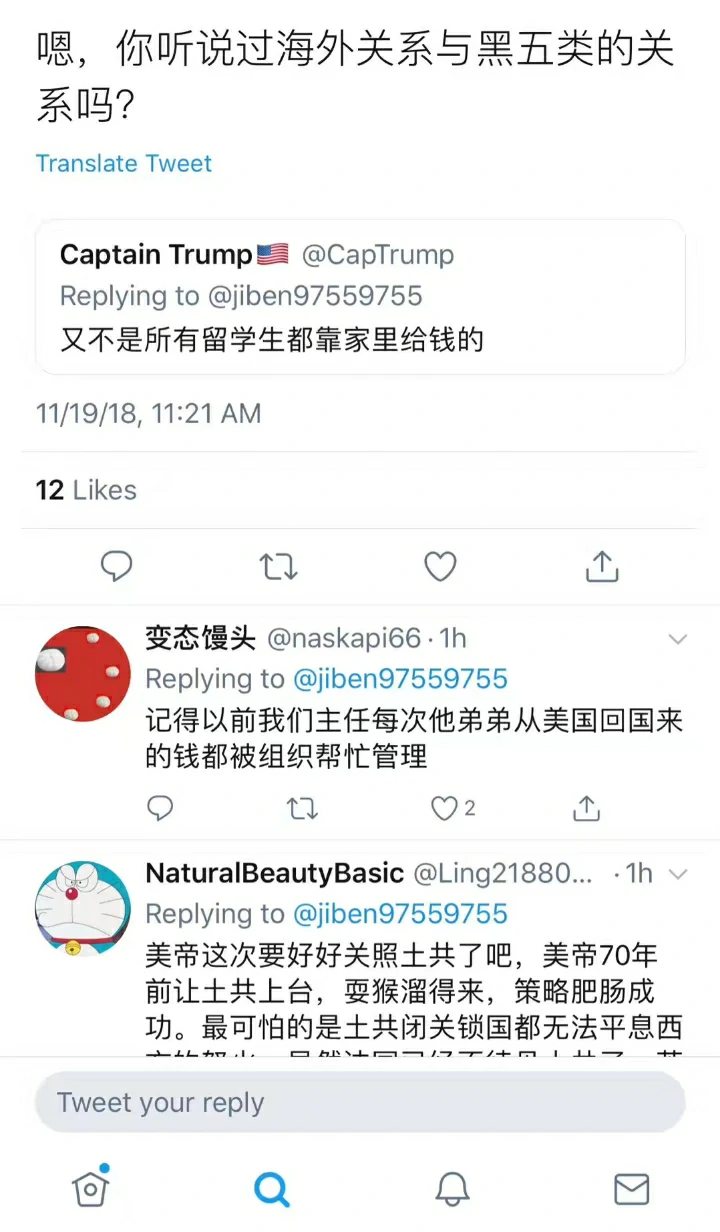 嗯，你听说过海外关系与黑五类的关
系吗？
Translate Tweet
Captain Trump🇺🇸 @CapTrump
Replying to @jiben97559755
又不是所有留学生都靠家里给钱的
11/19/18, 11:21 AM
12 Likes
变态馒头 @naskapi66 · 1h
Replying to @jiben97559755
记得以前我们主任每次他弟弟从美国回国来
的钱都被组织帮忙管理
2
NaturalBeautyBasic @Ling21880... · 1h
Replying to @jiben97559755
美帝这次要好好关照土共了吧，美帝70年
前让土共上台，耍猴溜得来，策略肥肠成
功。最可怕的是土共闭关锁国都无法平息西
Tweet your reply